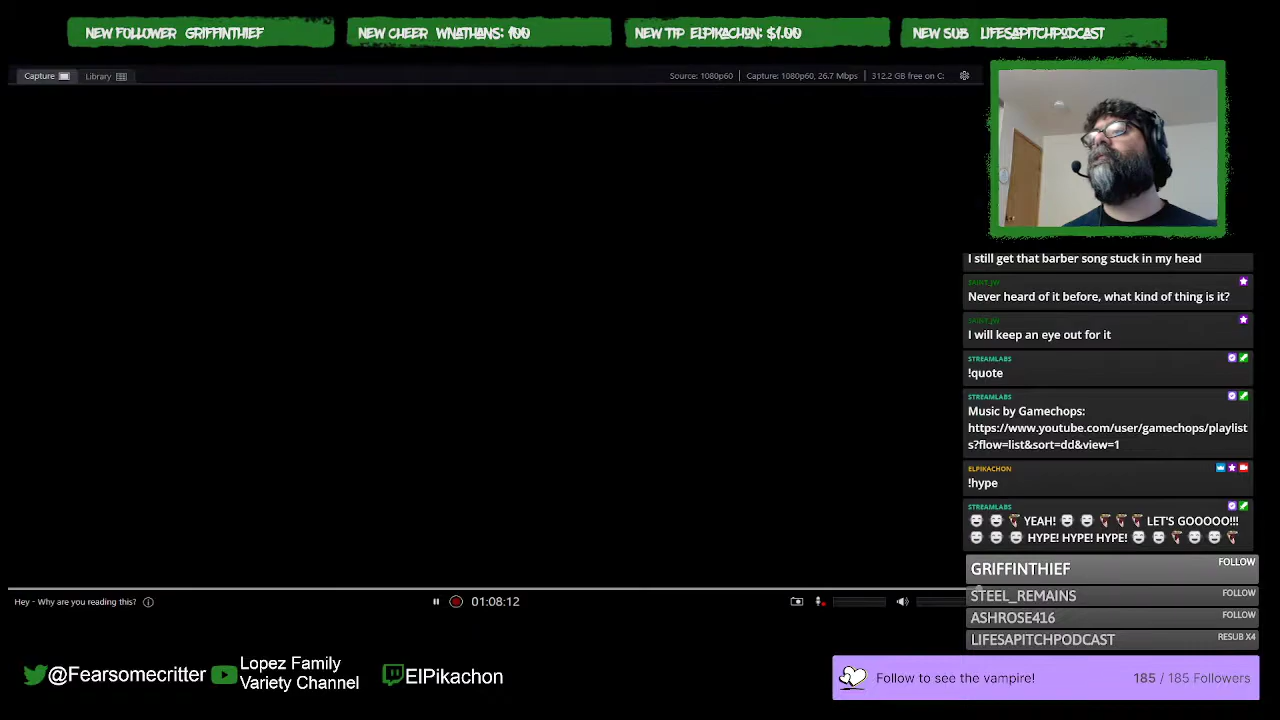 NEW FOLLOWER GRIFFINTHIEF
NEW CHEER WNATHANS: 100
NEW TIP ELPIKACHON: $1.00
NEW SUB LIFESAPITCHPODCAST
Capture
Library
Source: 1080p60
Capture: 1080p60, 26.7 Mbps
312.2 GB free on C:
I still get that barber song stuck in my head
SAINT_JW
Never heard of it before, what kind of thing is it?
SAINT_JW
I will keep an eye out for it
STREAMLABS
!quote
STREAMLABS
Music by Gamechops:
https://www.youtube.com/user/gamechops/playlist
s?flow=list&sort=dd&view=1
ELPIKACHON
!hype
STREAMLABS
YEAH! LET'S GOOOOO!!!
HYPE! HYPE! HYPE!
GRIFFINTHIEF FOLLOW
STEEL_REMAINS FOLLOW
ASHROSE416 FOLLOW
LIFESAPITCHPODCAST RESUB X4
Hey - Why are you reading this?
01:08:12
@Fearsomecritter
Lopez Family
Variety Channel
ElPikachon
Follow to see the vampire!
185 / 185 Followers